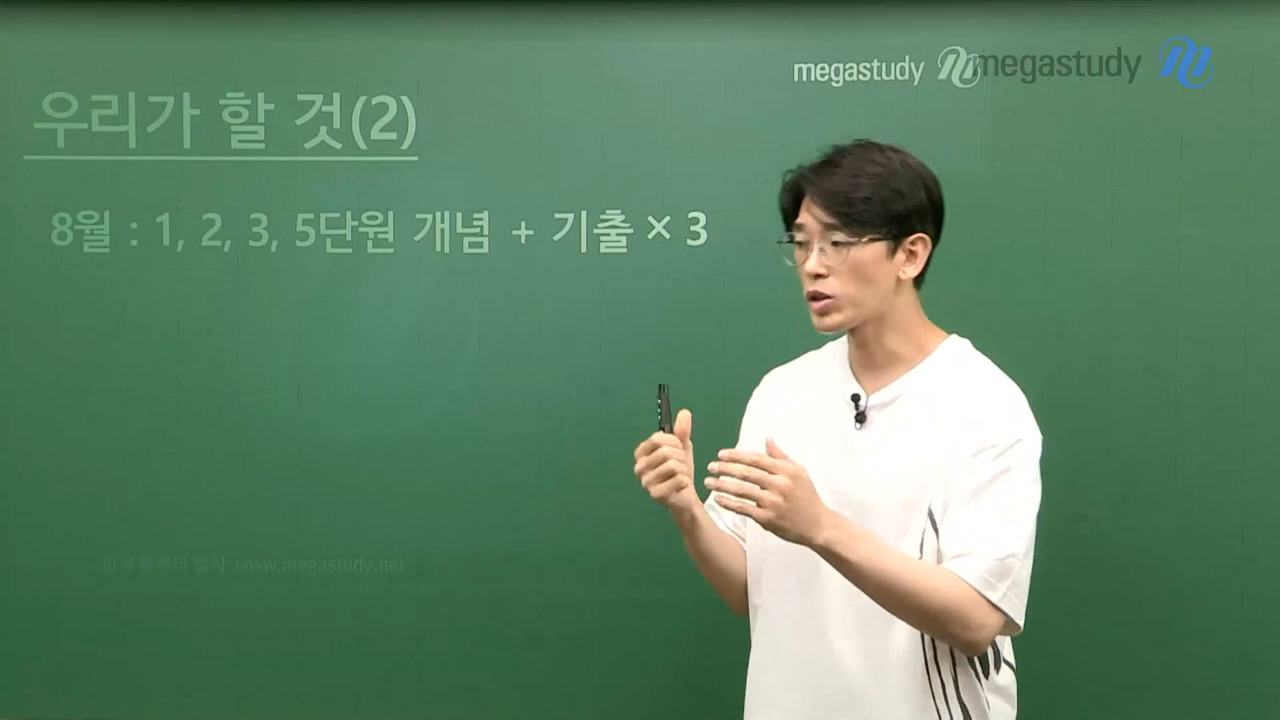 megastudy
megastudy
우리가 할 것(2)
8월 : 1, 2, 3, 5단원 개념 + 기출 × 3
www.megastudy.net